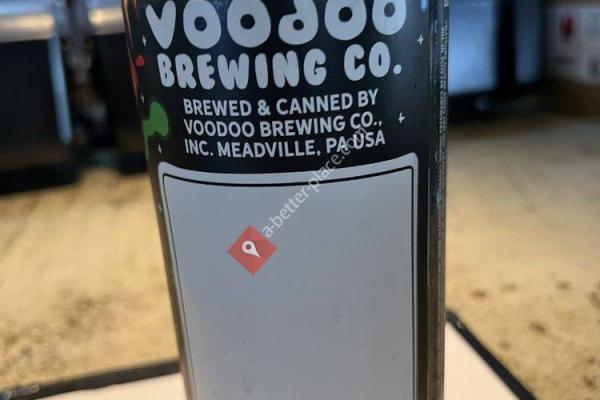 VOODOO
BREWING CO.
BREWED & CANNED BY
VOODOO BREWING CO.,
INC. MEADVILLE, PA USA
a-better-place.com